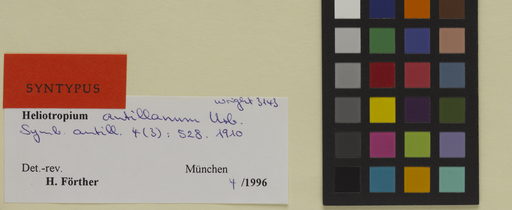 SYNTYPUS
Wright 3143
Heliotropium antillanum Urb.
Symb. antill. 4(3): 528. 1910
Det.-rev. München
H. Förther 4/1996